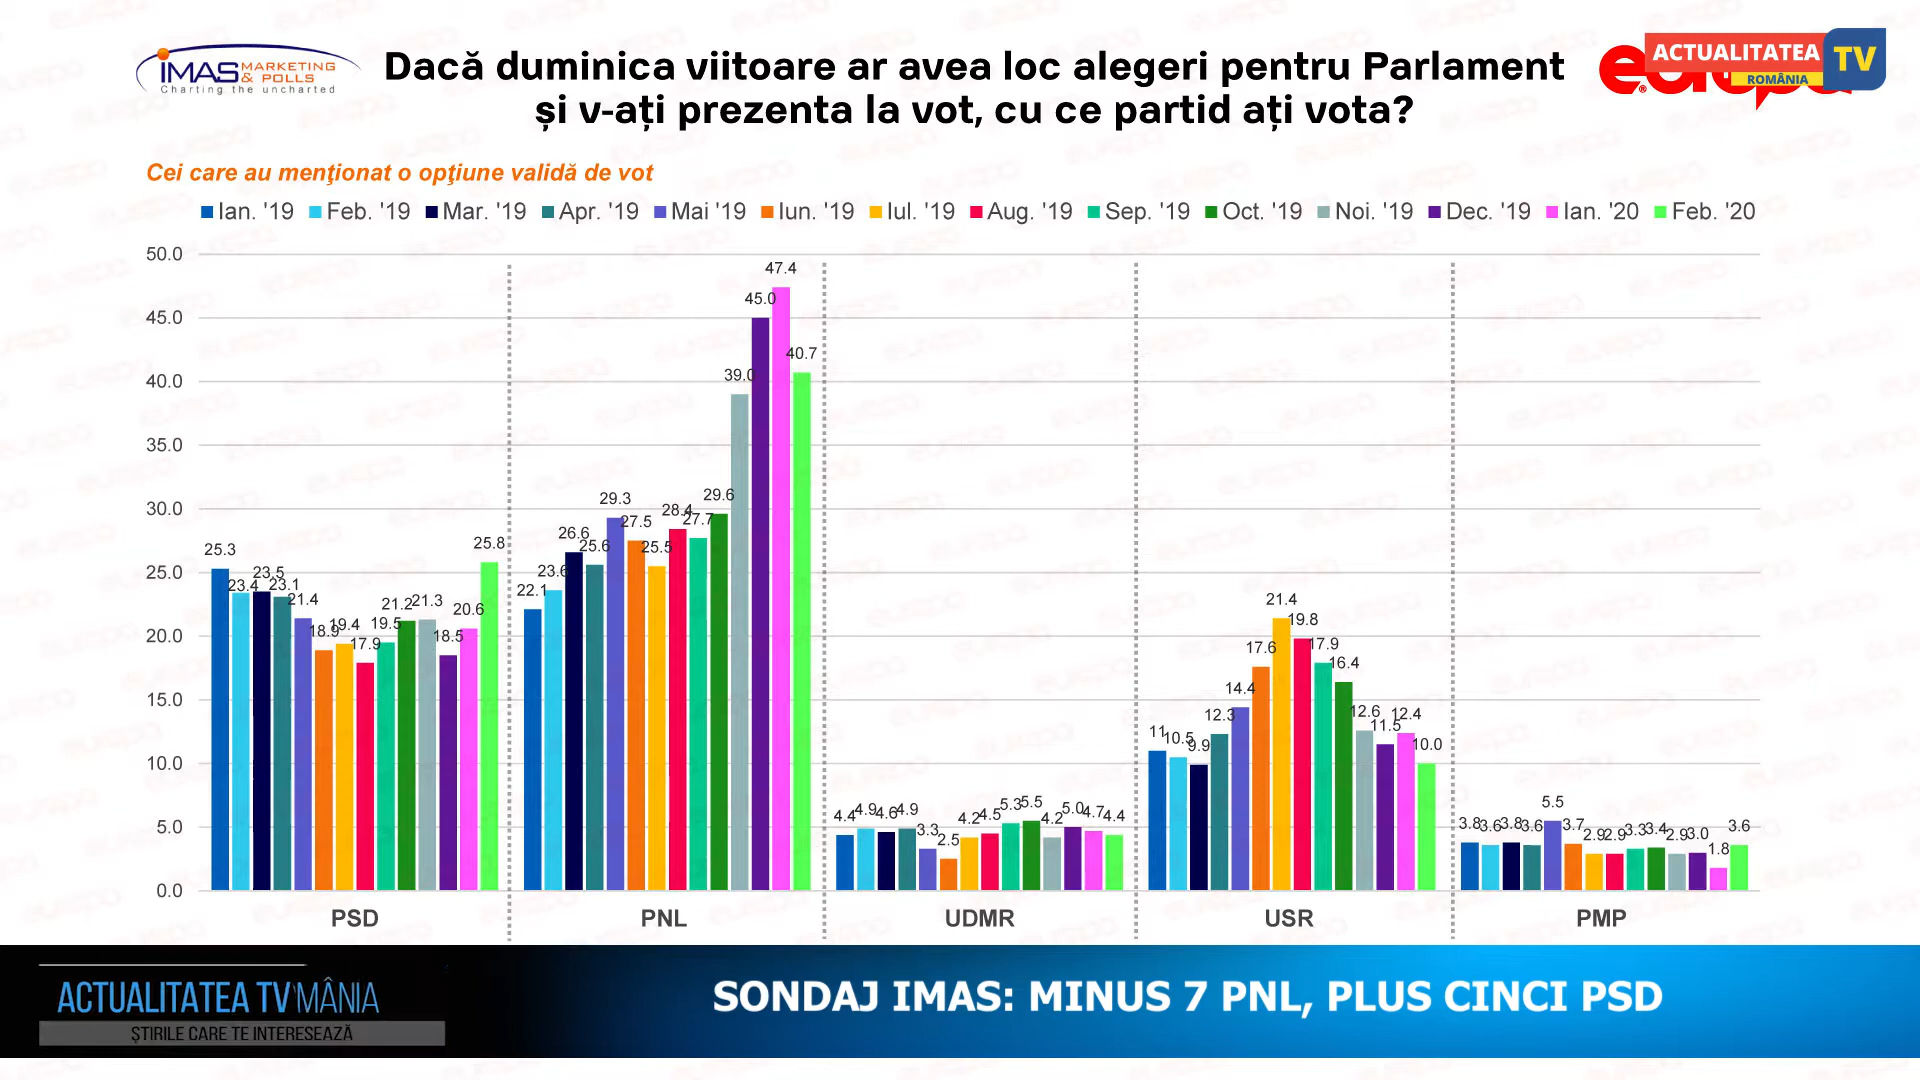 iMAS MARKETING & POLLS
Charting the uncharted
Dacă duminica viitoare ar avea loc alegeri pentru Parlament
și v-ați prezenta la vot, cu ce partid ați vota?
ACTUALITATEA TV
ROMÂNIA
Cei care au menţionat o opţiune validă de vot
Ian. '19 Feb. '19 Mar. '19 Apr. '19 Mai '19 Iun. '19 Iul. '19 Aug. '19 Sep. '19 Oct. '19 Noi. '19 Dec. '19 Ian. '20 Feb. '20
50.0
45.0
40.0
35.0
30.0
25.0
20.0
15.0
10.0
5.0
0.0
25.3 23.4 23.5 23.1 21.4 18.9 19.4 17.9 19.5 21.2 21.3 18.5 20.6 25.8
22.1 23.6 26.6 25.6 29.3 27.5 25.5 28.4 27.7 29.6 39.0 45.0 47.4 40.7
4.4 4.9 4.6 4.9 3.3 2.5 4.2 4.5 5.3 5.5 4.2 5.0 4.7 4.4
11 10.5 9.9 12.3 14.4 17.6 21.4 19.8 17.9 16.4 12.6 11.5 12.4 10.0
3.8 3.6 3.8 3.6 5.5 3.7 2.9 2.9 3.3 3.4 2.9 3.0 1.8 3.6
PSD PNL UDMR USR PMP
ACTUALITATEA TV'MÂNIA
ȘTIRILE CARE TE INTERESEAZĂ
SONDAJ IMAS: MINUS 7 PNL, PLUS CINCI PSD